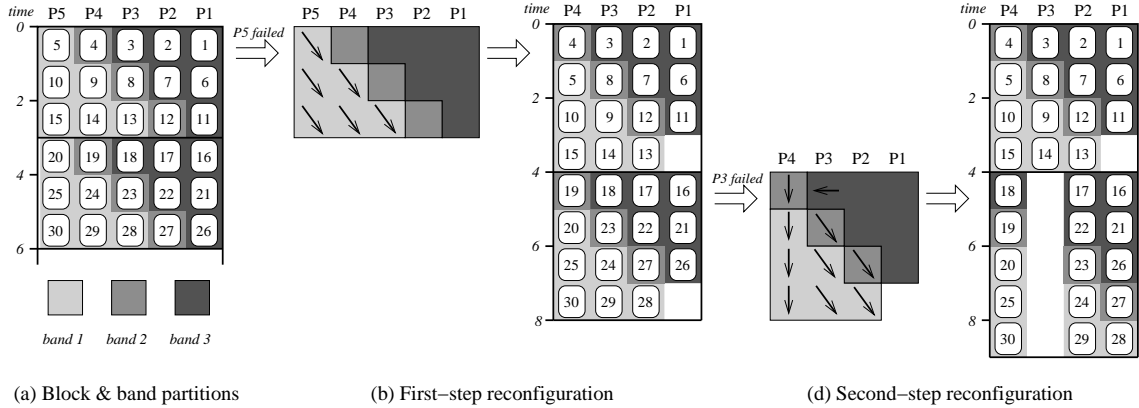 time P4 P3 P2 P1
time P5 P4 P3 P2 P1
P5 P4 P3 P2 P1
time P4 P3 P2 P1
0 5 4 3 2 1
P5 failed
0 4 3 2 1
0 4 3 2 1
10 9 8 7 6
5 8 7 6
5 8 7 6
2 15 14 13 12 11
2 10 9 12 11
2 10 9 12 11
20 19 18 17 16
15 14 13
15 14 13
P4 P3 P2 P1
25 24 23 22 21
4 19 18 17 16
P3 failed
4 18 17 16
30 29 28 27 26
20 23 22 21
19 22 21
6
6 25 24 27 26
6 20 23 26
30 29 28
25 24 27
8
8 30 29 28
band 1 band 2 band 3
(a) Block & band partitions
(b) First-step reconfiguration
(d) Second-step reconfiguration